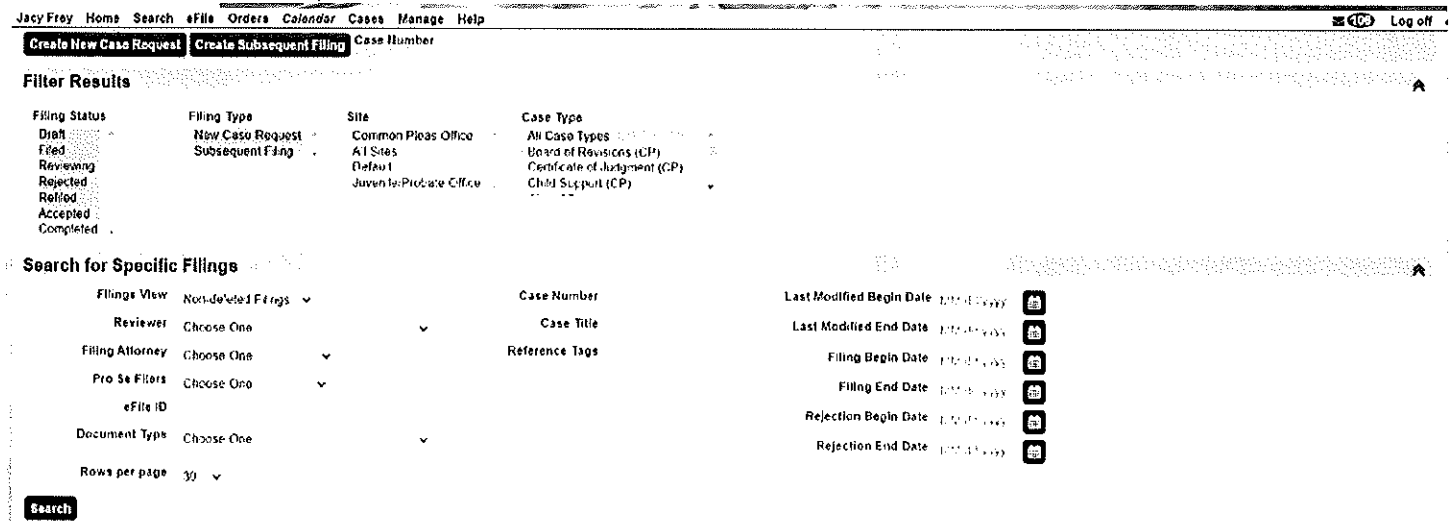 Jacy Frey Home Search eFile Orders Calendar Cases Manage Help Log off
Create New Case Request Create Subsequent Filing Case Number
Filter Results
Filing Status Filing Type Site Case Type
Draft New Case Request Common Pleas Office All Case Types
Filed Subsequent Filing All Sites Board of Revisions (CP)
Reviewing Default Certificate of Judgment (CP)
Rejected Juvenile/Probate Office Child Support (CP)
Refiled
Accepted
Completed
Search for Specific Filings
Filings View Non-deleted Filings Case Number Last Modified Begin Date
Reviewer Choose One Case Title Last Modified End Date
Filing Attorney Choose One Reference Tags Filing Begin Date
Pro Se Filers Choose One Filing End Date
eFile ID Rejection Begin Date
Document Type Choose One Rejection End Date
Rows per page 30
Search